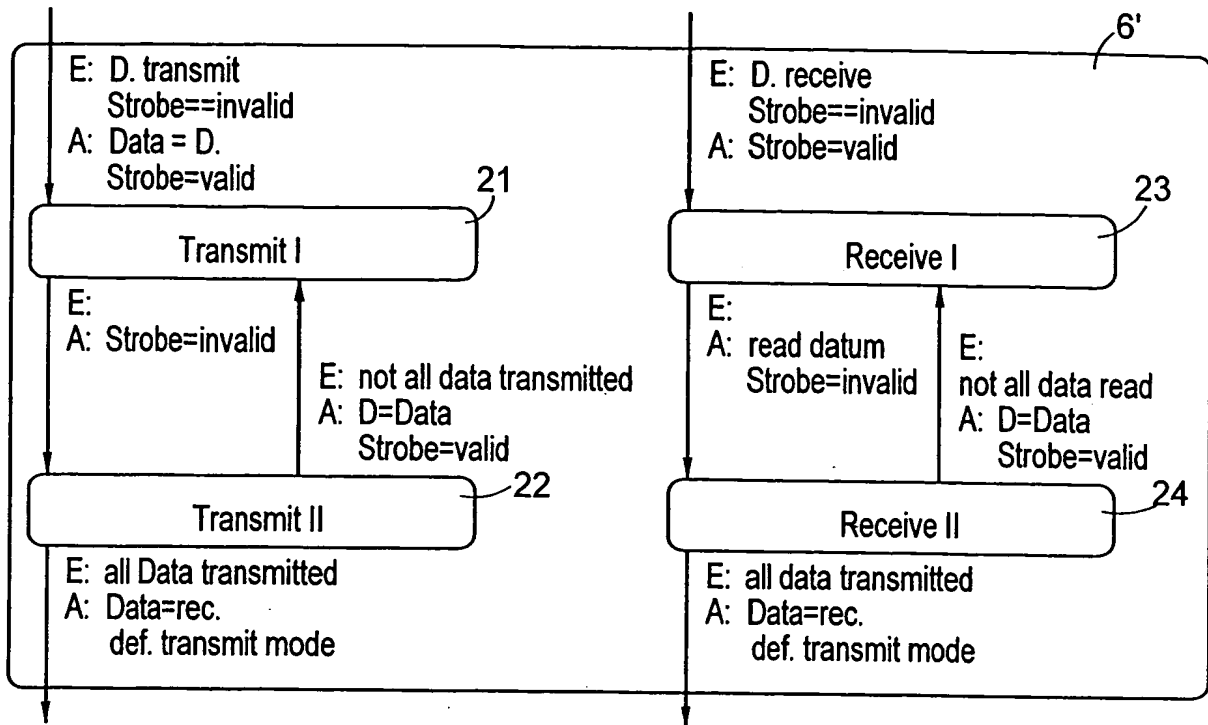 6'
E: D. transmit
Strobe==invalid
A: Data = D.
Strobe=valid
21
Transmit I
E:
A: Strobe=invalid
E: not all data transmitted
A: D=Data
Strobe=valid
22
Transmit II
E: all Data transmitted
A: Data=rec.
def. transmit mode
E: D. receive
Strobe==invalid
A: Strobe=valid
23
Receive I
E:
A: read datum
Strobe=invalid
E:
not all data read
A: D=Data
Strobe=valid
24
Receive II
E: all data transmitted
A: Data=rec.
def. transmit mode